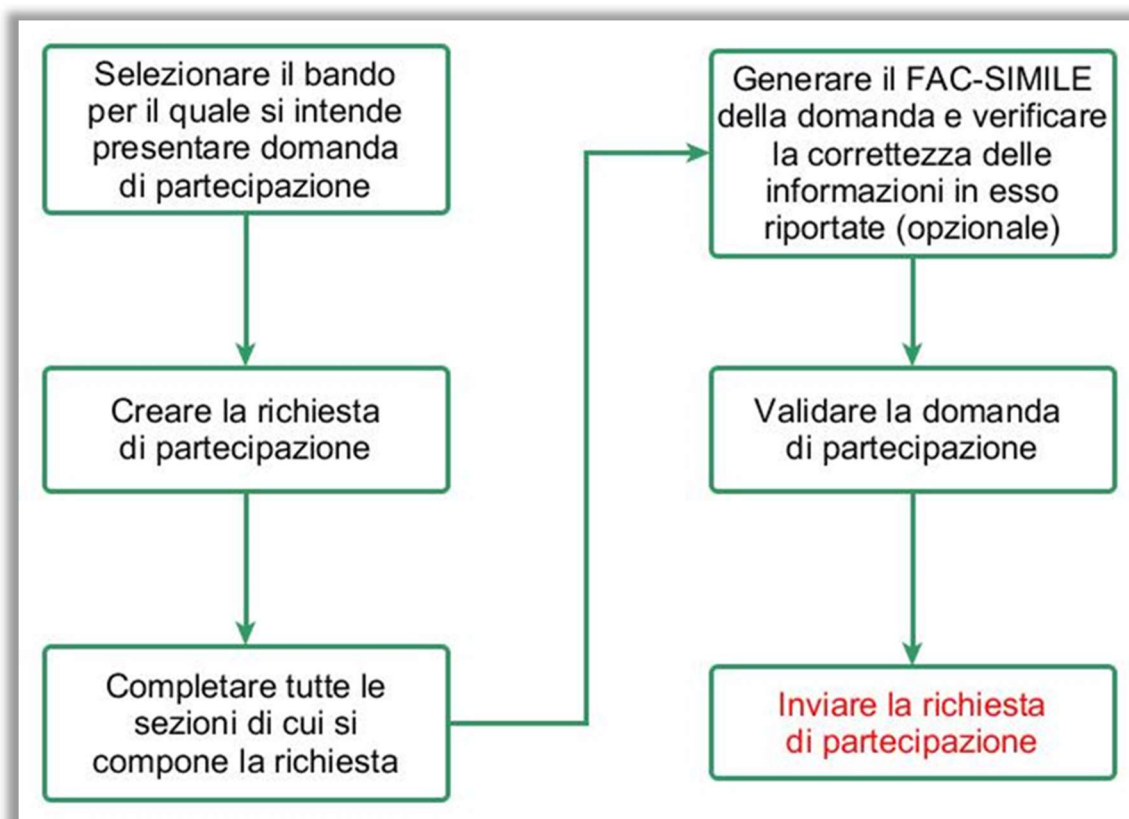 Selezionare il bando
per il quale si intende
presentare domanda
di partecipazione
Creare la richiesta
di partecipazione
Completare tutte le
sezioni di cui si
compone la richiesta
Generare il FAC-SIMILE
della domanda e verificare
la correttezza delle
informazioni in esso
riportate (opzionale)
Validare la domanda
di partecipazione
Inviare la richiesta
di partecipazione